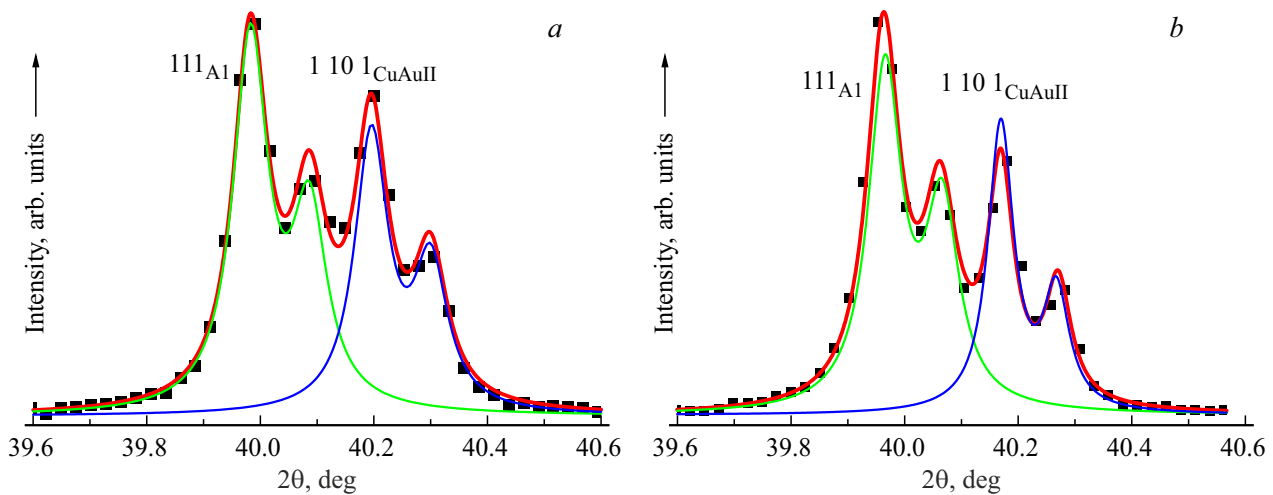 a
111A1
1 10 1CuAuII
Intensity, arb. units
39.6 39.8 40.0 40.2 40.4 40.6
2θ, deg
b
111A1
1 10 1CuAuII
Intensity, arb. units
39.6 39.8 40.0 40.2 40.4 40.6
2θ, deg